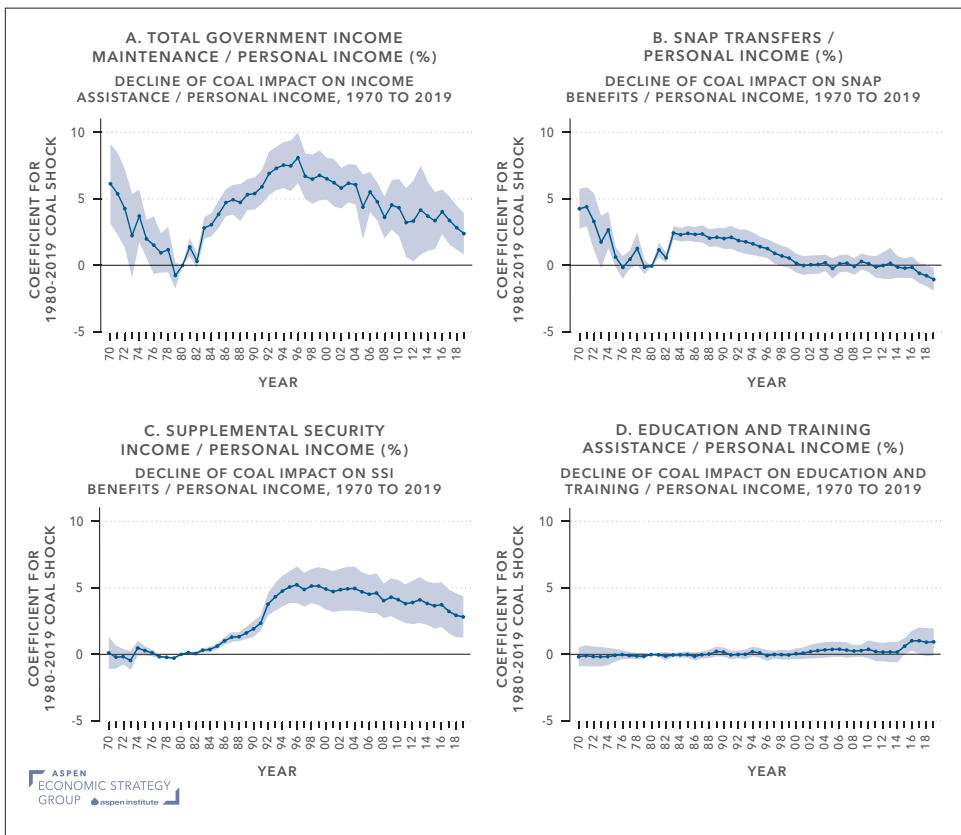 A. TOTAL GOVERNMENT INCOME
MAINTENANCE / PERSONAL INCOME (%)
DECLINE OF COAL IMPACT ON INCOME
ASSISTANCE / PERSONAL INCOME, 1970 TO 2019
COEFFICIENT FOR
1980-2019 COAL SHOCK
10
5
0
-5
70 72 74 76 78 80 82 84 86 88 90 92 94 96 98 00 02 04 06 08 10 12 14 16 18
YEAR
B. SNAP TRANSFERS /
PERSONAL INCOME (%)
DECLINE OF COAL IMPACT ON SNAP
BENEFITS / PERSONAL INCOME, 1970 TO 2019
COEFFICIENT FOR
1980-2019 COAL SHOCK
10
5
0
-5
70 72 74 76 78 80 82 84 86 88 90 92 94 96 98 00 02 04 06 08 10 12 14 16 18
YEAR
C. SUPPLEMENTAL SECURITY
INCOME / PERSONAL INCOME (%)
DECLINE OF COAL IMPACT ON SSI
BENEFITS / PERSONAL INCOME, 1970 TO 2019
COEFFICIENT FOR
1980-2019 COAL SHOCK
10
5
0
-5
70 72 74 76 78 80 82 84 86 88 90 92 94 96 98 00 02 04 06 08 10 12 14 16 18
YEAR
D. EDUCATION AND TRAINING
ASSISTANCE / PERSONAL INCOME (%)
DECLINE OF COAL IMPACT ON EDUCATION AND
TRAINING / PERSONAL INCOME, 1970 TO 2019
COEFFICIENT FOR
1980-2019 COAL SHOCK
10
5
0
-5
70 72 74 76 78 80 82 84 86 88 90 92 94 96 98 00 02 04 06 08 10 12 14 16 18
YEAR
ASPEN
ECONOMIC STRATEGY
GROUP aspen institute